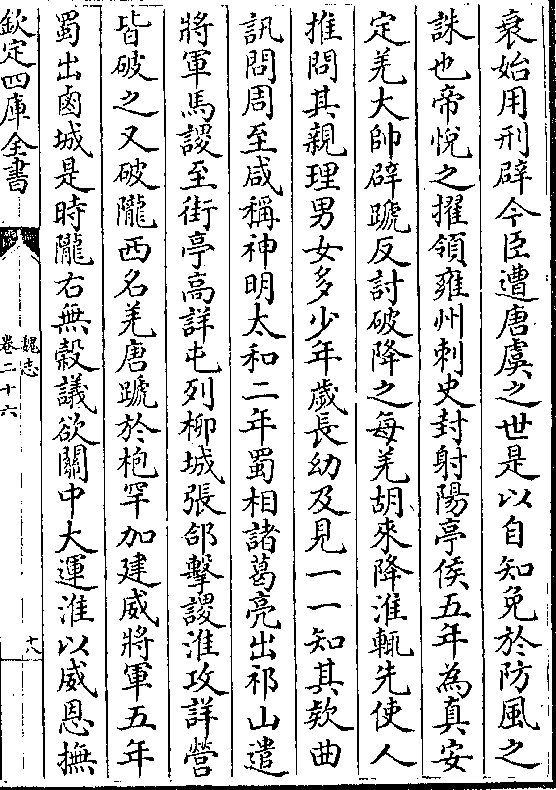 衰始用刑辟今臣遭唐虞之世是以自知免於防風之
誅也帝悅之擢領雍州刺史封射陽亭侯五年為真安
定羌大帥辟蹏反討破降之每羌胡來降淮輒先使人
推問其親理男女多少年歲長幼及見一一知其欵曲
訊問周至咸稱神明太和二年蜀相諸葛亮出祁山遣
將軍馬謖至街亭高詳屯列柳城張郃擊謖淮攻詳營
皆破之又破隴西名羌唐蹏於枹罕加建威將軍五年
蜀出鹵城是時隴右無穀議欲關中大運淮以威恩撫
欽定四庫全書
魏志
卷二十六
十八